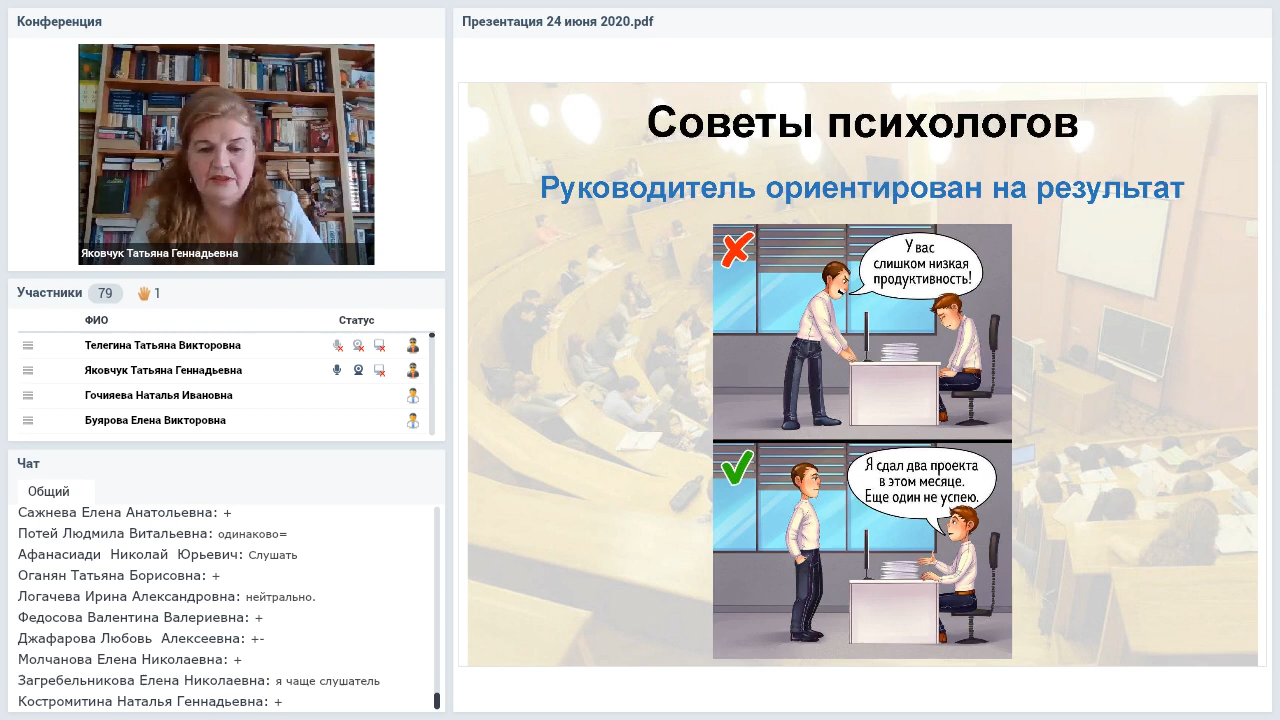 Конференция
Яковчук Татьяна Геннадьевна
Участники 79 1
ФИО Статус
Телегина Татьяна Викторовна
Яковчук Татьяна Геннадьевна
Гочияева Наталья Ивановна
Буярова Елена Викторовна
Чат
Общий
Сажнева Елена Анатольевна: +
Потей Людмила Витальевна: одинаково=
Афанасиади Николай Юрьевич: Слушать
Оганян Татьяна Борисовна: +
Логачева Ирина Александровна: нейтрально.
Федосова Валентина Валериевна: +
Джафарова Любовь Алексеевна: +-
Молчанова Елена Николаевна: +
Загребельникова Елена Николаевна: я чаще слушатель
Костромитина Наталья Геннадьевна: +
Презентация 24 июня 2020.pdf
Советы психологов
Руководитель ориентирован на результат
У вас
слишком низкая
продуктивность!
Я сдал два проекта
в этом месяце.
Еще один не успею.